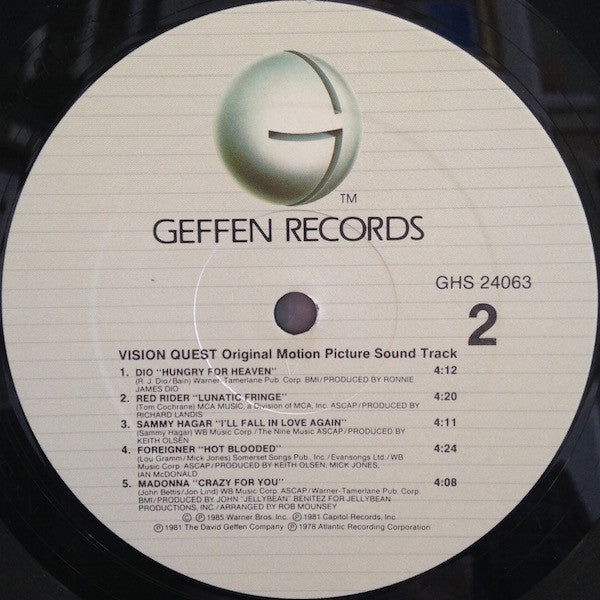 TM
GEFFEN RECORDS
GHS 24063
2
VISION QUEST Original Motion Picture Sound Track
1. DIO "HUNGRY FOR HEAVEN" 4:12
(R. J. Dio/Bain) Warner-Tamerlane Pub. Corp. BMI/PRODUCED BY RONNIE
JAMES DIO
2. RED RIDER "LUNATIC FRINGE" 4:20
(Tom Cochrane) MCA MUSIC, a Division of MCA, Inc. ASCAP/PRODUCED BY
RICHARD LANDIS
3. SAMMY HAGAR "I'LL FALL IN LOVE AGAIN" 4:11
(Sammy Hagar) WB Music Corp./The Nine Music ASCAP/PRODUCED BY
KEITH OLSEN
4. FOREIGNER "HOT BLOODED" 4:24
(Lou Gramm/Mick Jones) Somerset Songs Pub., Inc./Evansongs Ltd./WB
Music Corp. ASCAP/PRODUCED BY KEITH OLSEN, MICK JONES,
IAN McDONALD
5. MADONNA "CRAZY FOR YOU" 4:08
(John Bettis/Jon Lind) WB Music Corp. ASCAP/Warner-Tamerlane Pub. Corp.
BMI/PRODUCED BY JOHN "JELLYBEAN" BENITEZ FOR JELLYBEAN
PRODUCTIONS, INC./ARRANGED BY ROB MOUNSEY
© ℗ 1985 Warner Bros. Inc. ℗ 1981 Capitol Records, Inc.
℗ 1981 The David Geffen Company ℗ 1978 Atlantic Recording Corporation